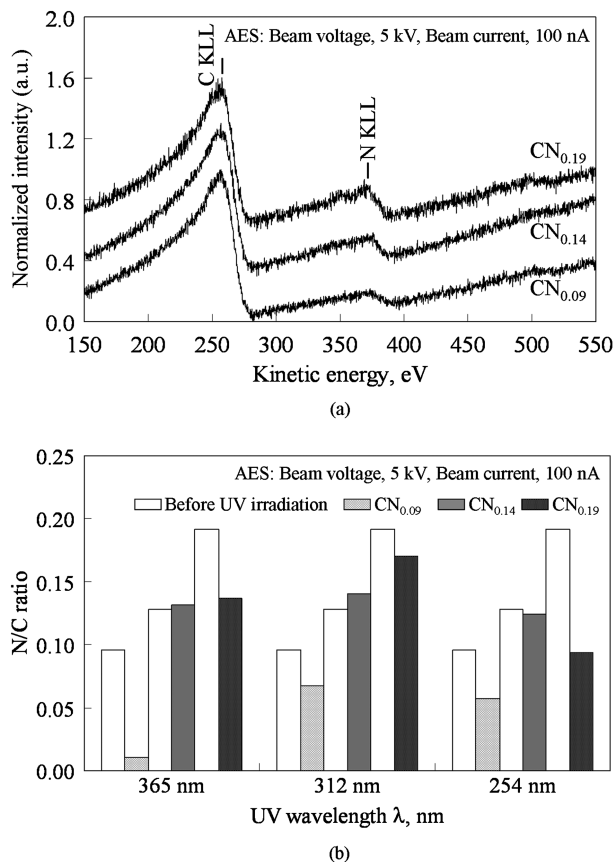 AES: Beam voltage, 5 kV, Beam current, 100 nA
C KLL
N KLL
CN0.19
CN0.14
CN0.09
Normalized intensity (a.u.)
2.0
1.6
1.2
0.8
0.4
0.0
150 200 250 300 350 400 450 500 550
Kinetic energy, eV
(a)
AES: Beam voltage, 5 kV, Beam current, 100 nA
Before UV irradiation CN0.09 CN0.14 CN0.19
N/C ratio
0.25
0.20
0.15
0.10
0.05
0.00
365 nm 312 nm 254 nm
UV wavelength λ, nm
(b)